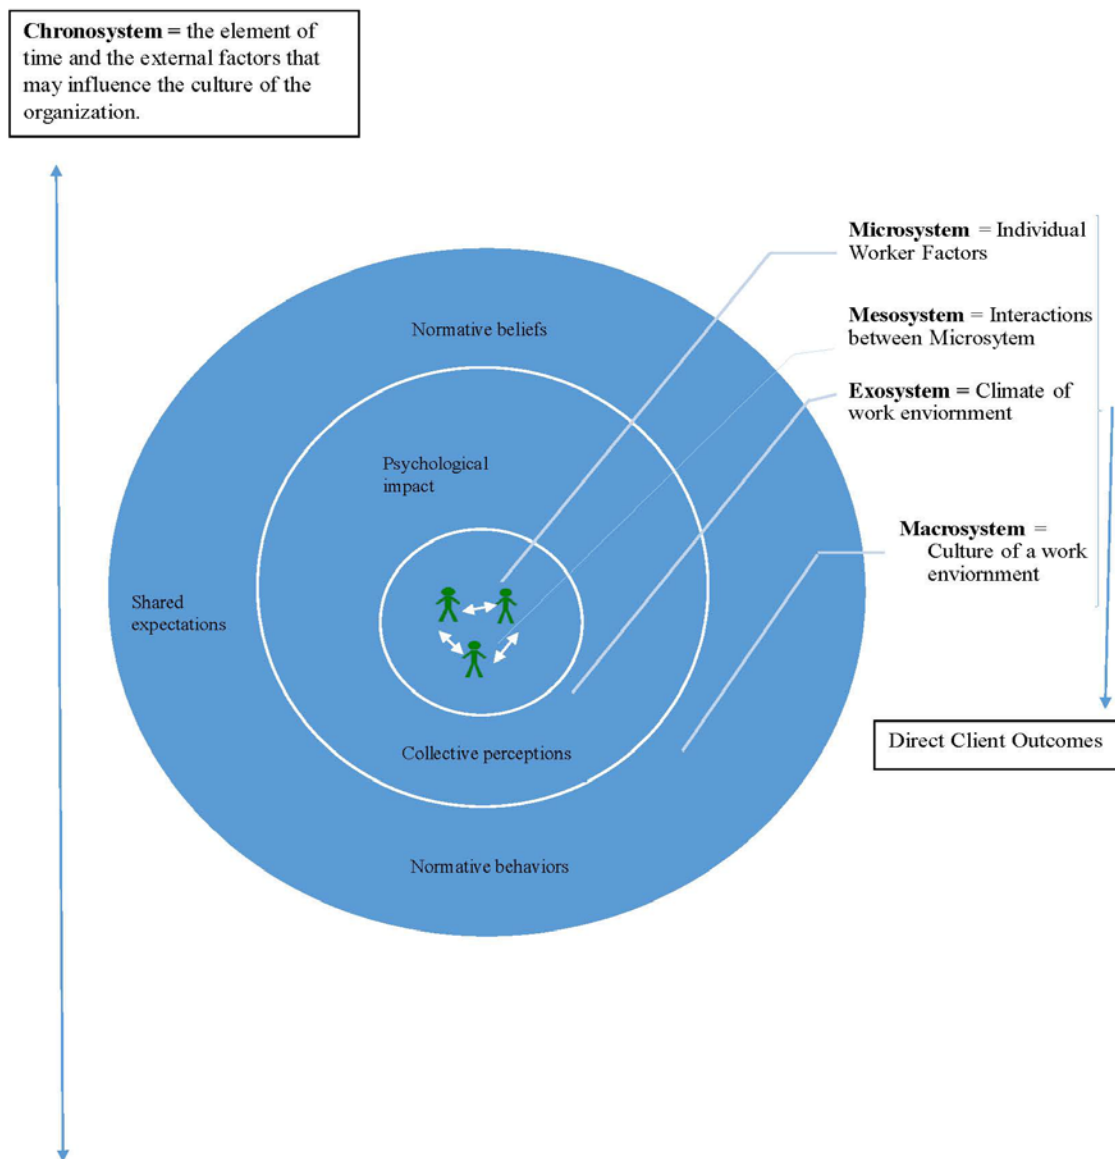 Chronosystem = the element of
time and the external factors that
may influence the culture of the
organization.
Microsystem = Individual
Worker Factors
Mesosystem = Interactions
between Microsytem
Exosystem = Climate of
work enviornment
Macrosystem =
Culture of a work
enviornment
Direct Client Outcomes
Normative beliefs
Psychological
impact
Shared
expectations
Collective perceptions
Normative behaviors